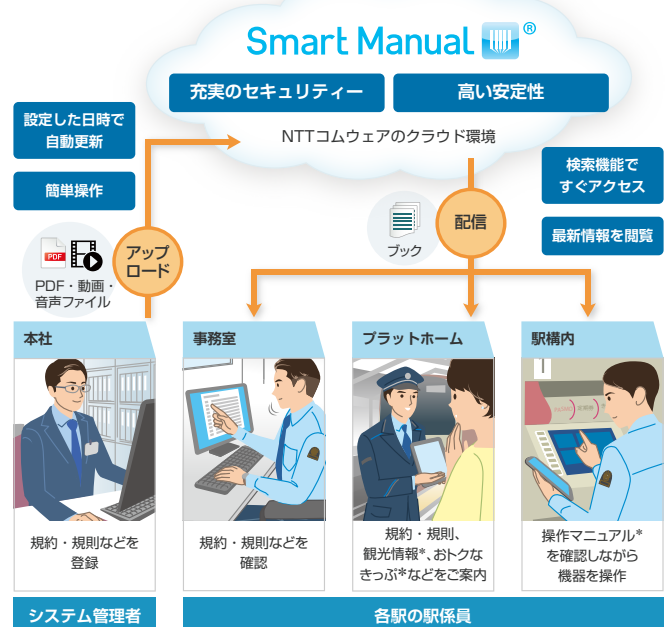 Smart Manual ®
充実のセキュリティー
高い安定性
NTTコムウェアのクラウド環境
設定した日時で
自動更新
簡単操作
検索機能で
すぐアクセス
最新情報を閲覧
PDF
PDF・動画・
音声ファイル
アップ
ロード
ブック
配信
本社
規約・規則などを
登録
システム管理者
事務室
規約・規則などを
確認
プラットホーム
規約・規則、
観光情報*、おトクな
きっぷ*などをご案内
駅構内
操作マニュアル*
を確認しながら
機器を操作
各駅の駅係員